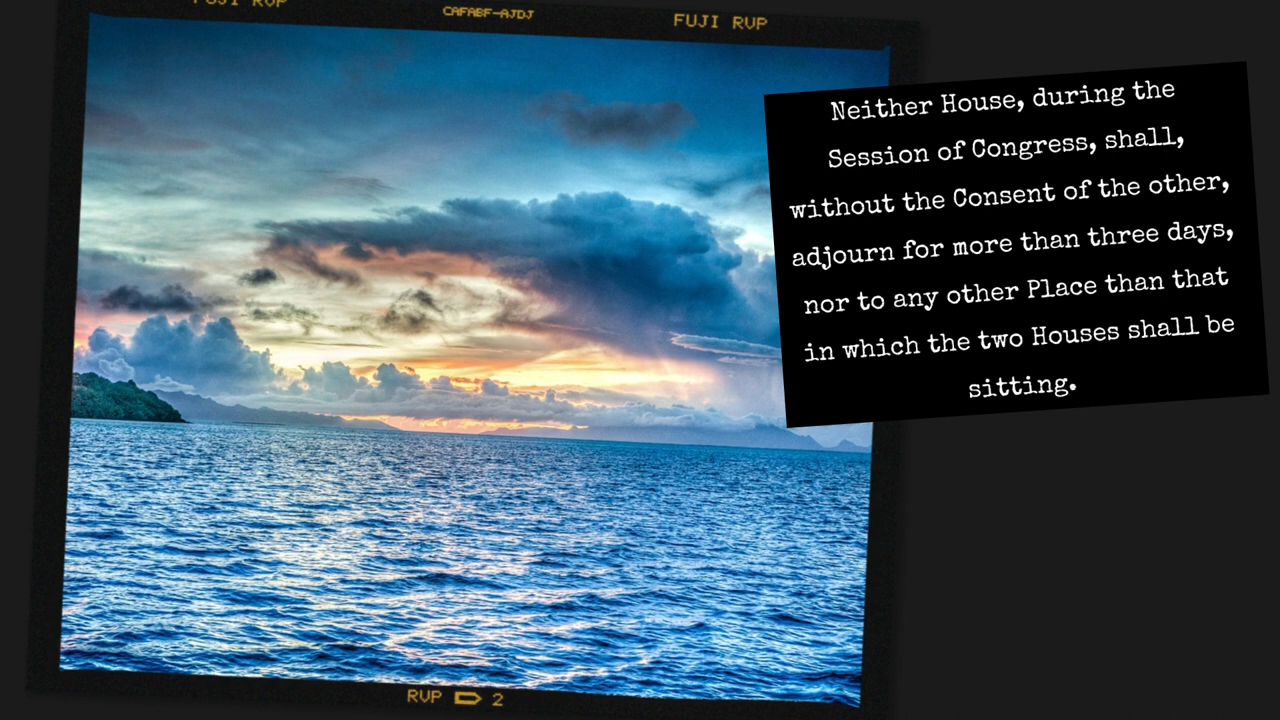 FUJI RVP
CAFABF-AJDJ
FUJI RVP
Neither House, during the
Session of Congress, shall,
without the Consent of the other,
adjourn for more than three days,
nor to any other Place than that
in which the two Houses shall be
sitting.
RVP 2